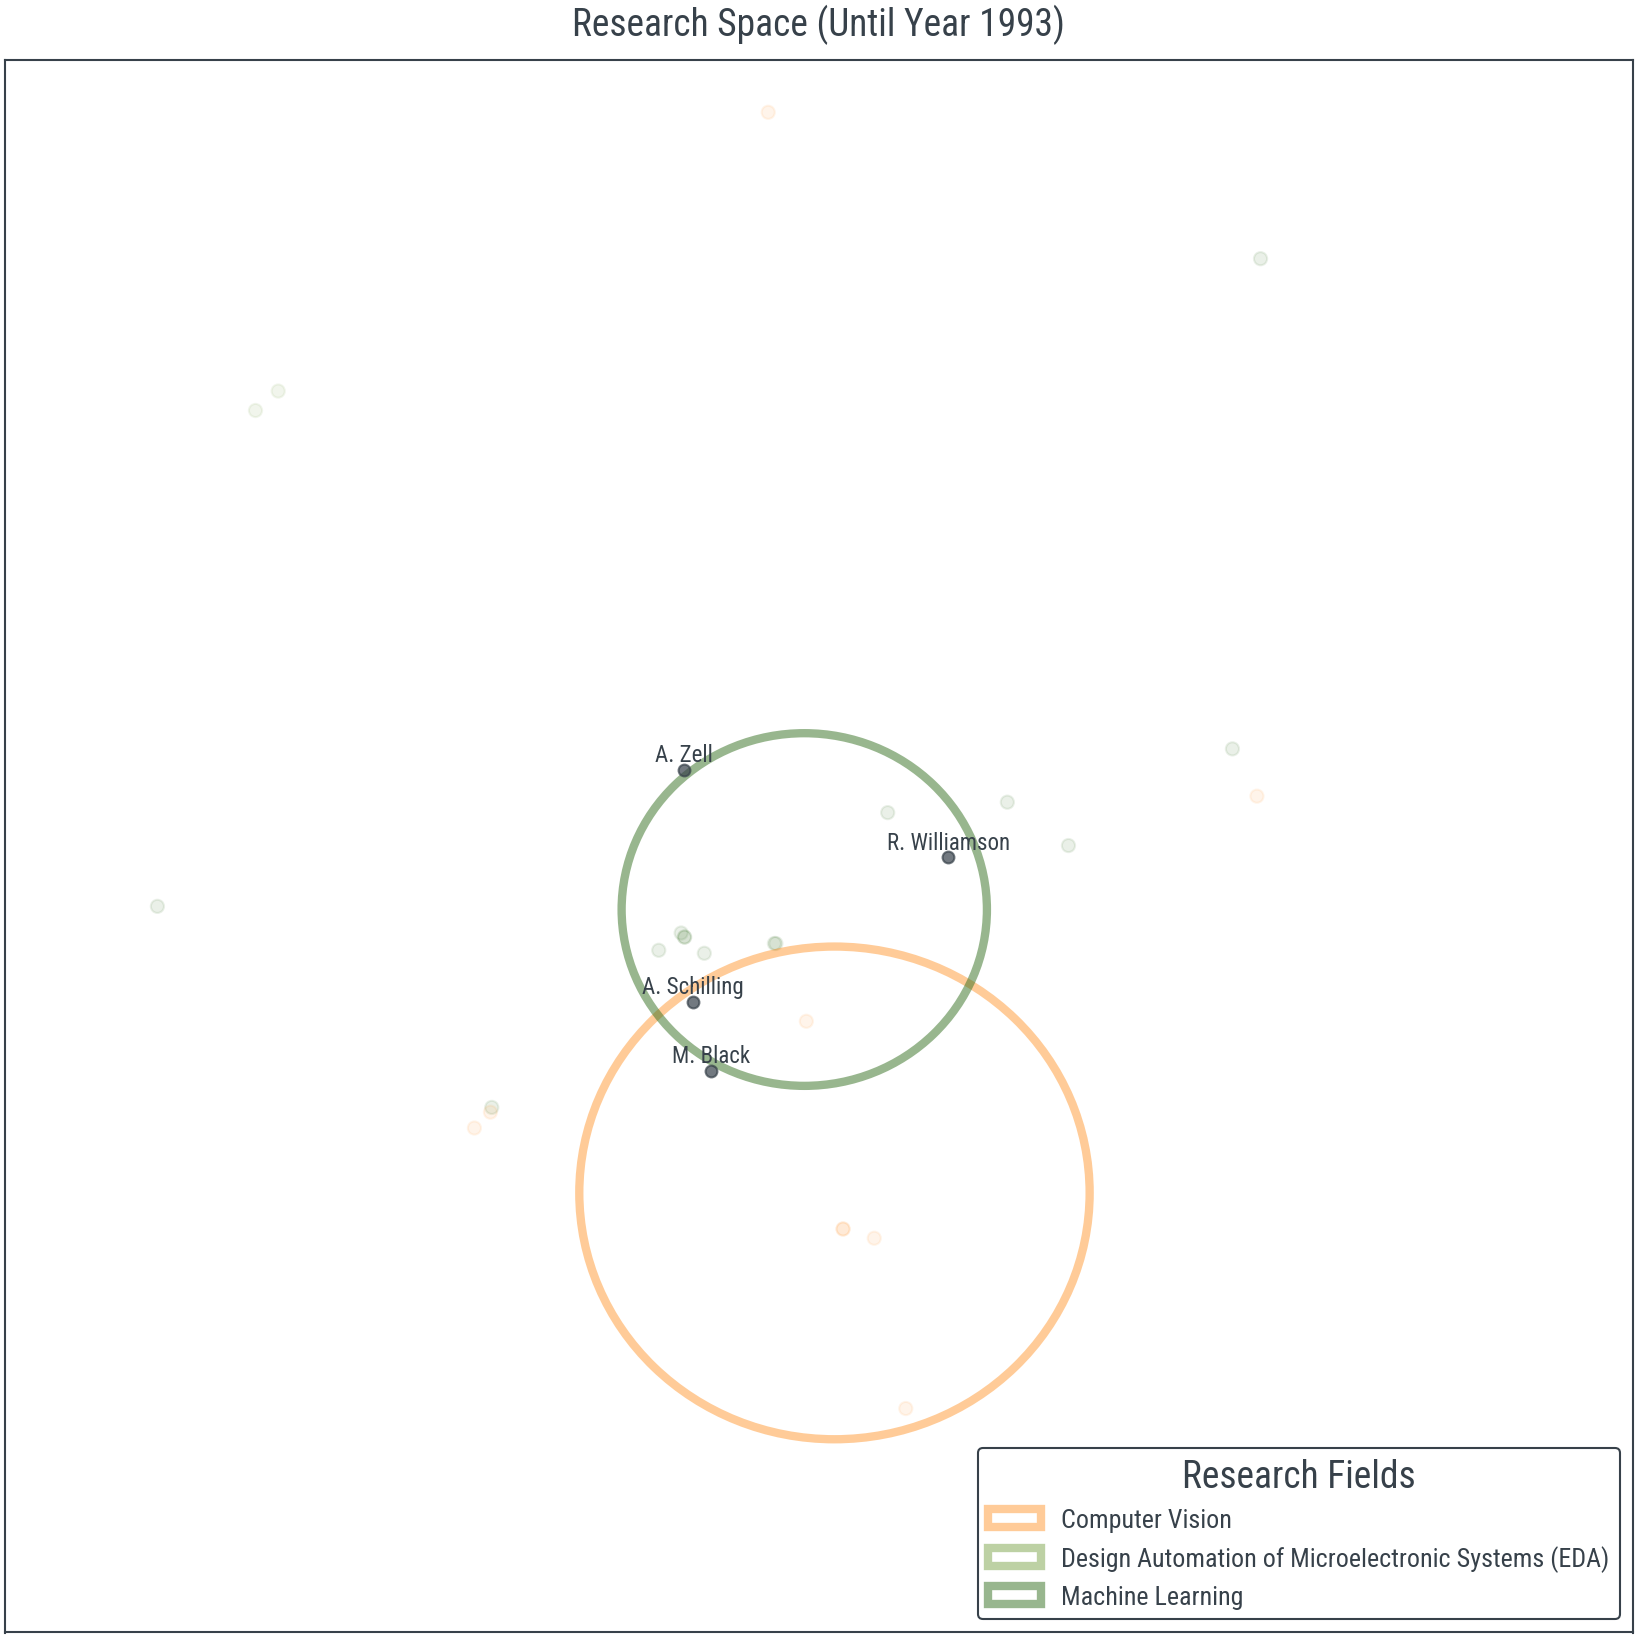 Research Space (Until Year 1993)
A. Zell
R. Williamson
A. Schilling
M. Black
Research Fields
Computer Vision
Design Automation of Microelectronic Systems (EDA)
Machine Learning